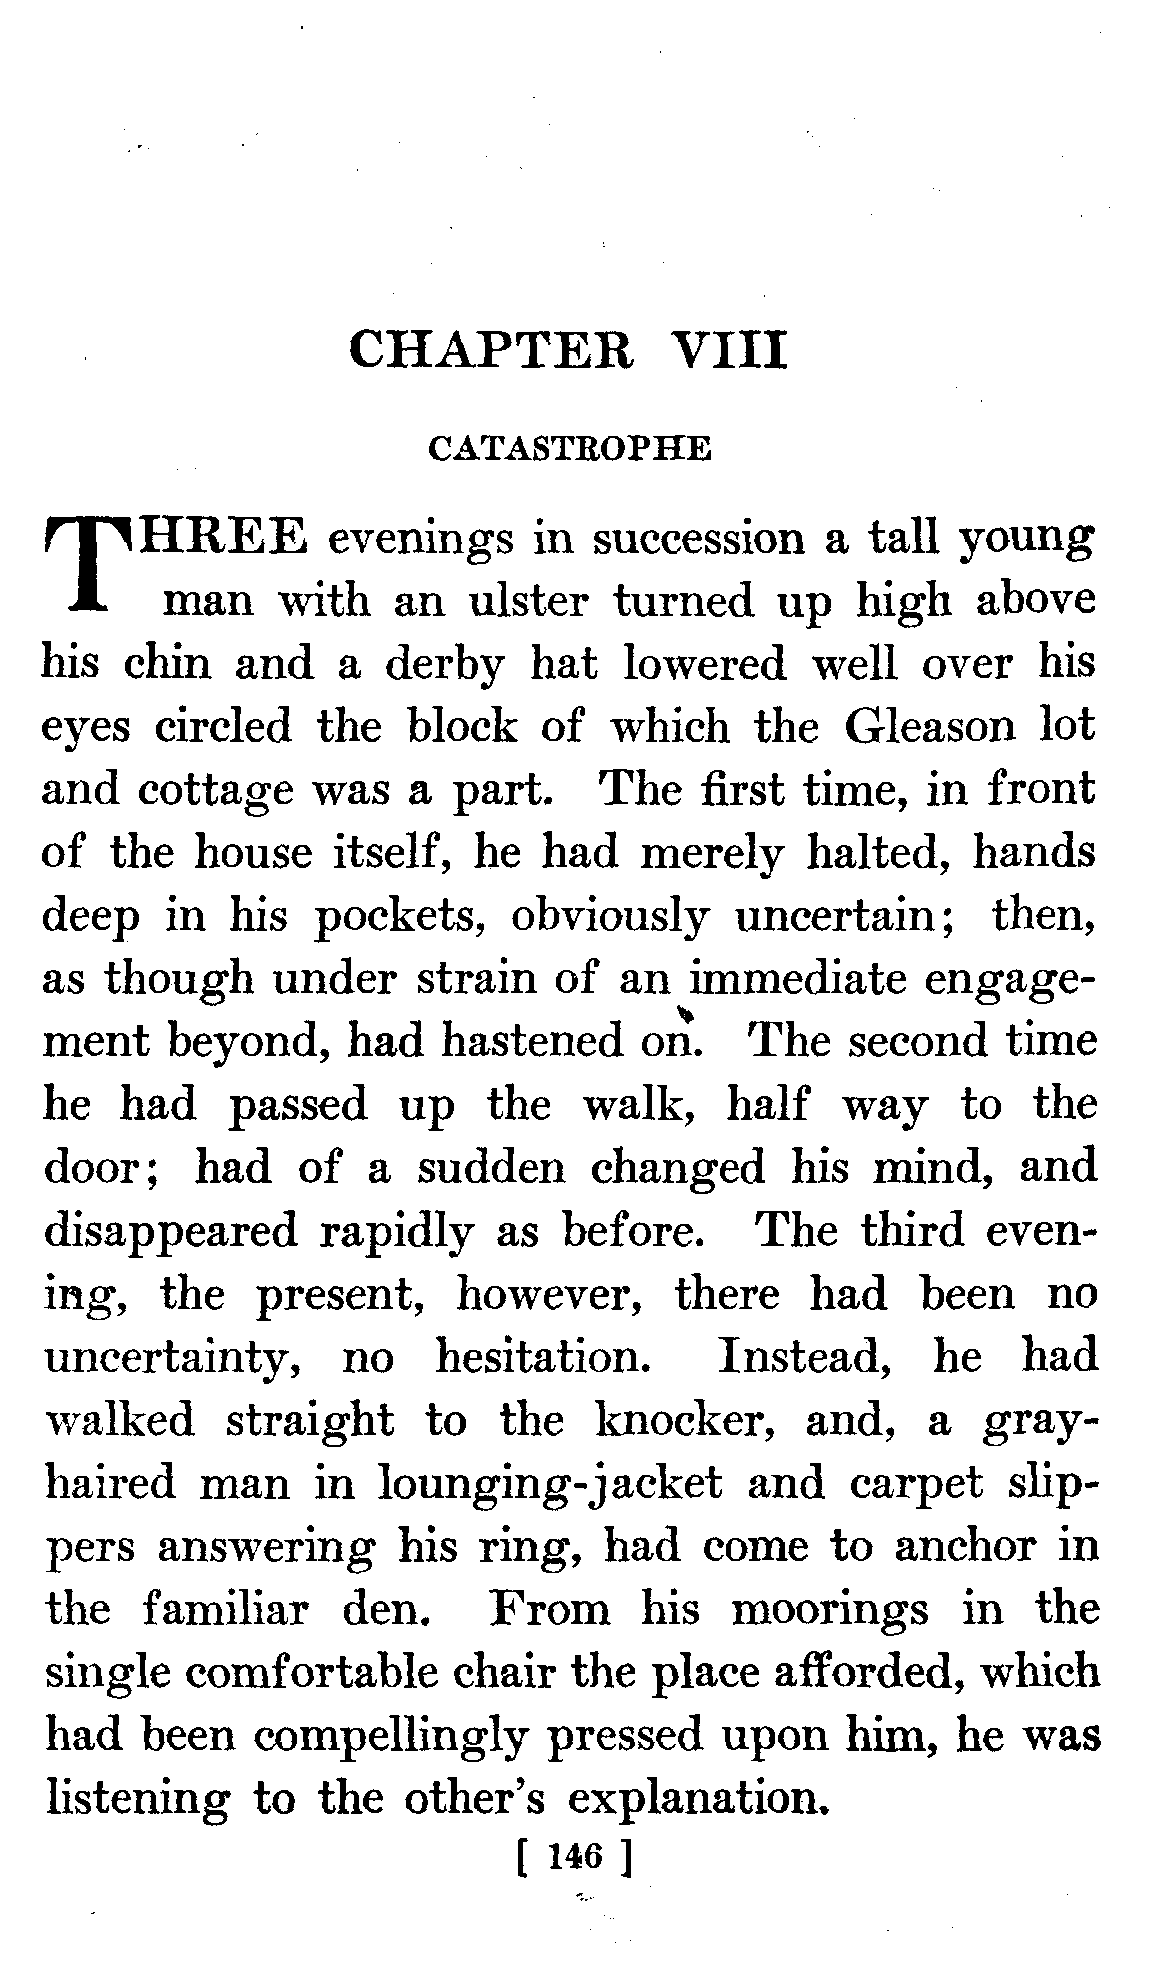 CHAPTER VIII
CATASTROPHE
THREE evenings in succession a tall young
man with an ulster turned up high above
his chin and a derby hat lowered well over his
eyes circled the block of which the Gleason lot
and cottage was a part. The first time, in front
of the house itself, he had merely halted, hands
deep in his pockets, obviously uncertain; then,
as though under strain of an immediate engage-
ment beyond, had hastened on. The second time
he had passed up the walk, half way to the
door; had of a sudden changed his mind, and
disappeared rapidly as before. The third even-
ing, the present, however, there had been no
uncertainty, no hesitation. Instead, he had
walked straight to the knocker, and, a gray-
haired man in lounging-jacket and carpet slip-
pers answering his ring, had come to anchor in
the familiar den. From his moorings in the
single comfortable chair the place afforded, which
had been compellingly pressed upon him, he was
listening to the other's explanation.
[ 146 ]